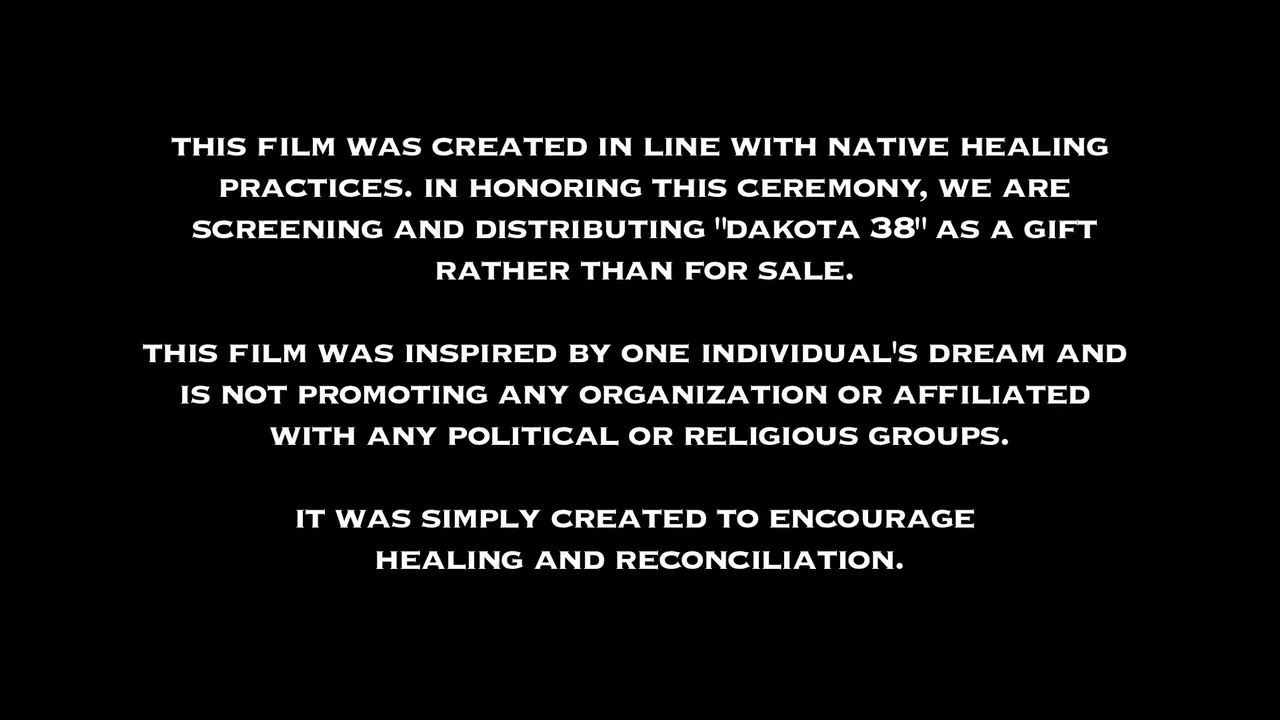 THIS FILM WAS CREATED IN LINE WITH NATIVE HEALING
PRACTICES. IN HONORING THIS CEREMONY, WE ARE
SCREENING AND DISTRIBUTING "DAKOTA 38" AS A GIFT
RATHER THAN FOR SALE.
THIS FILM WAS INSPIRED BY ONE INDIVIDUAL'S DREAM AND
IS NOT PROMOTING ANY ORGANIZATION OR AFFILIATED
WITH ANY POLITICAL OR RELIGIOUS GROUPS.
IT WAS SIMPLY CREATED TO ENCOURAGE
HEALING AND RECONCILIATION.